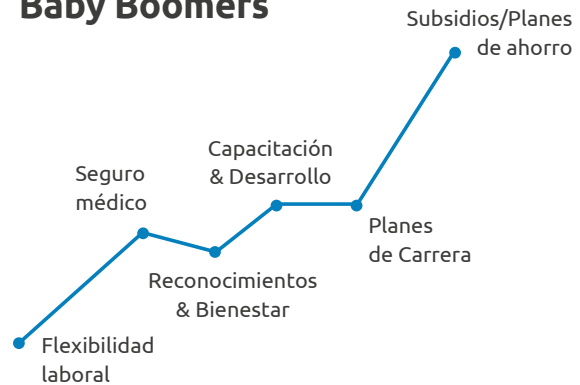 Baby Boomers
Subsidios/Planes
de ahorro
Capacitación
& Desarrollo
Seguro
médico
Planes
de Carrera
Reconocimientos
& Bienestar
Flexibilidad
laboral